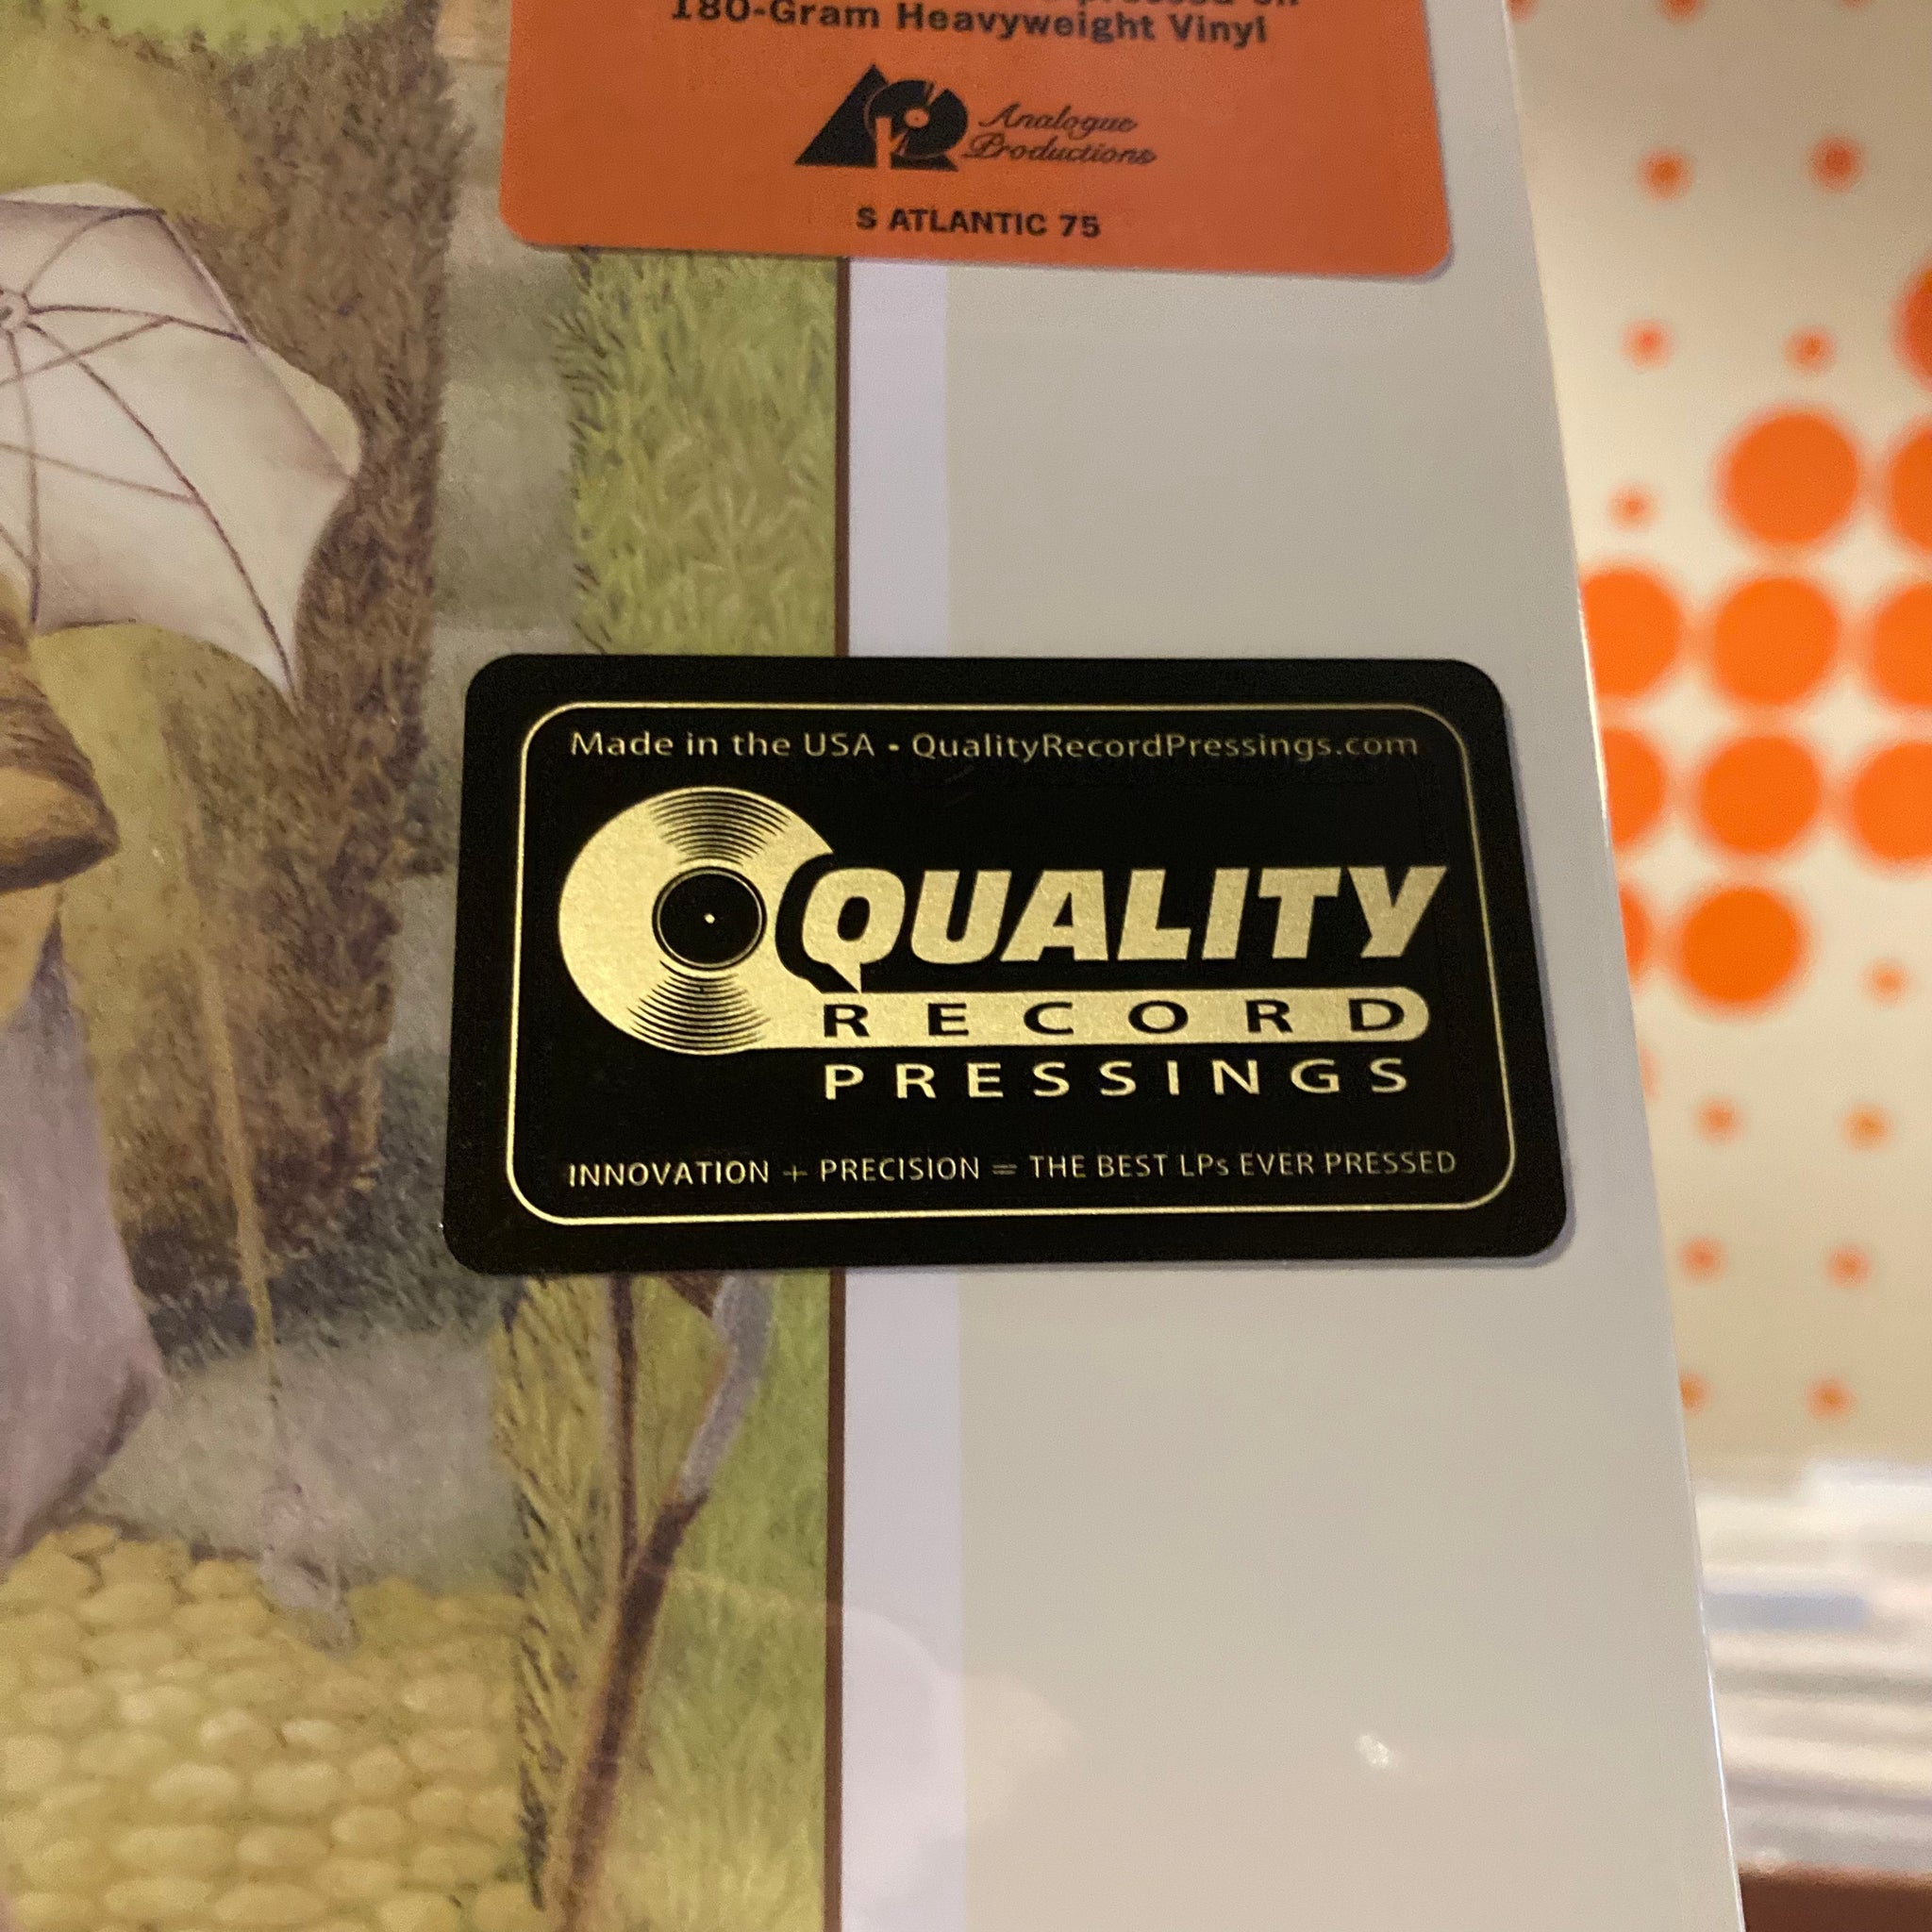 180-Gram Heavyweight Vinyl
Analogue
Productions
S ATLANTIC 75
Made in the USA • QualityRecordPressings.com
QUALITY
RECORD
PRESSINGS
INNOVATION + PRECISION = THE BEST LPs EVER PRESSED